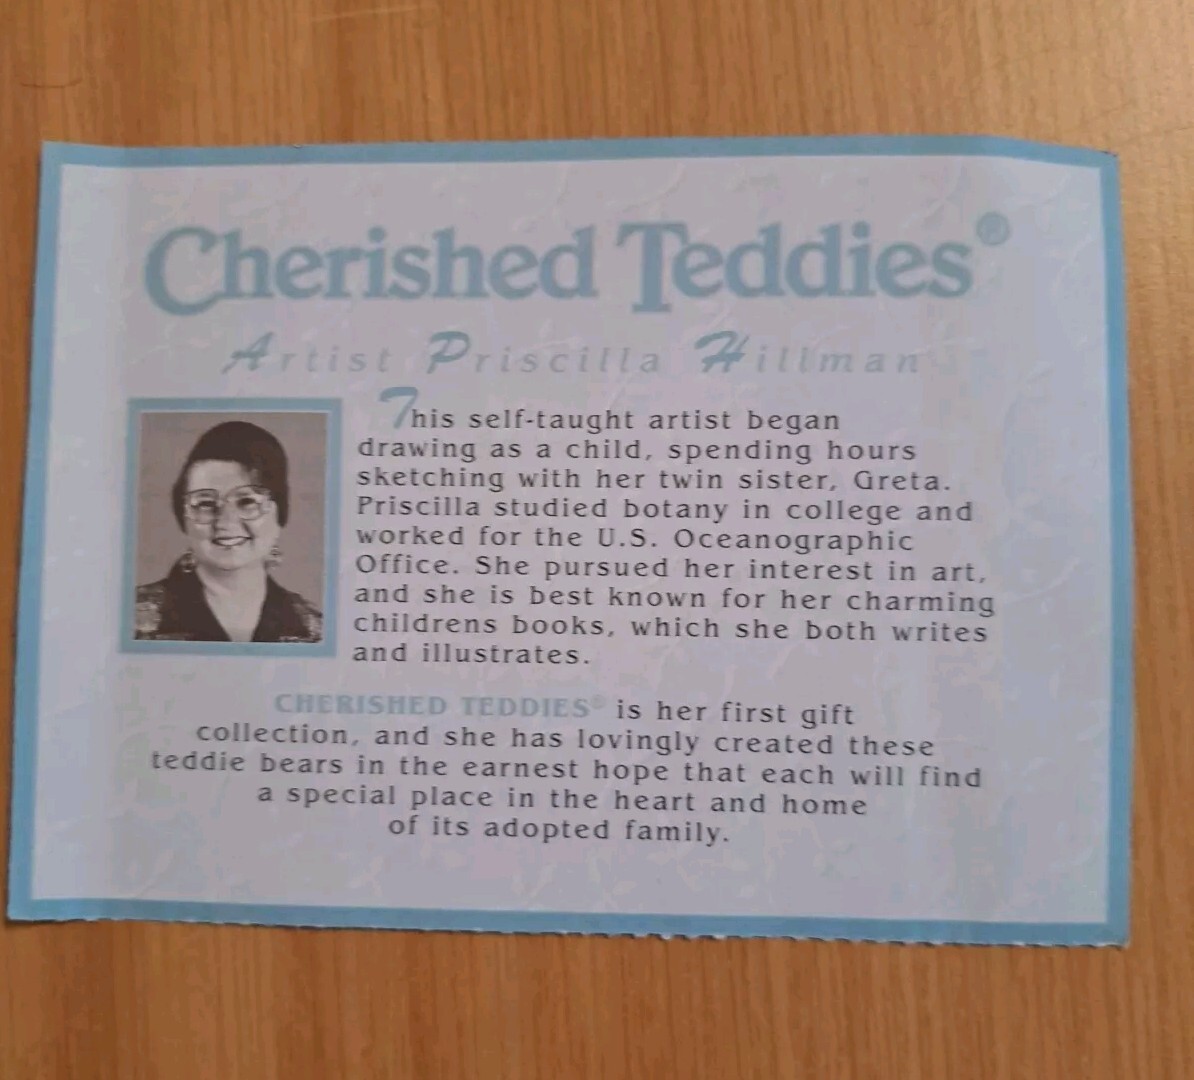 Cherished Teddies®
Artist Priscilla Hillman
This self-taught artist began
drawing as a child, spending hours
sketching with her twin sister, Greta.
Priscilla studied botany in college and
worked for the U.S. Oceanographic
Office. She pursued her interest in art,
and she is best known for her charming
childrens books, which she both writes
and illustrates.
CHERISHED TEDDIES® is her first gift
collection, and she has lovingly created these
teddie bears in the earnest hope that each will find
a special place in the heart and home
of its adopted family.